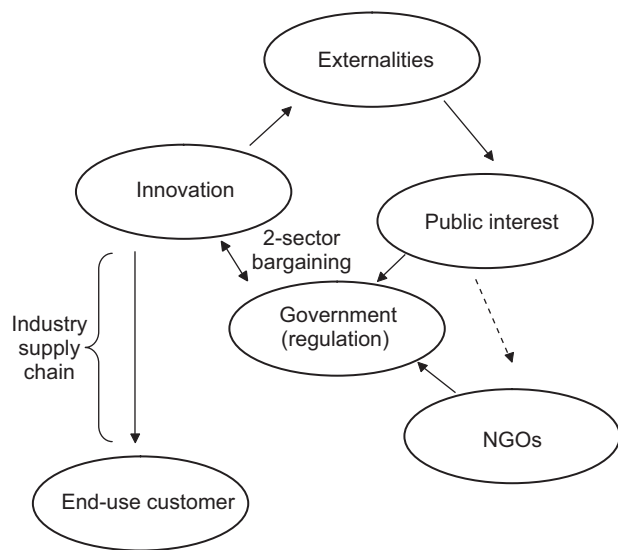 Externalities
Innovation
Public interest
2-sector
bargaining
Government
(regulation)
Industry
supply
chain
NGOs
End-use customer